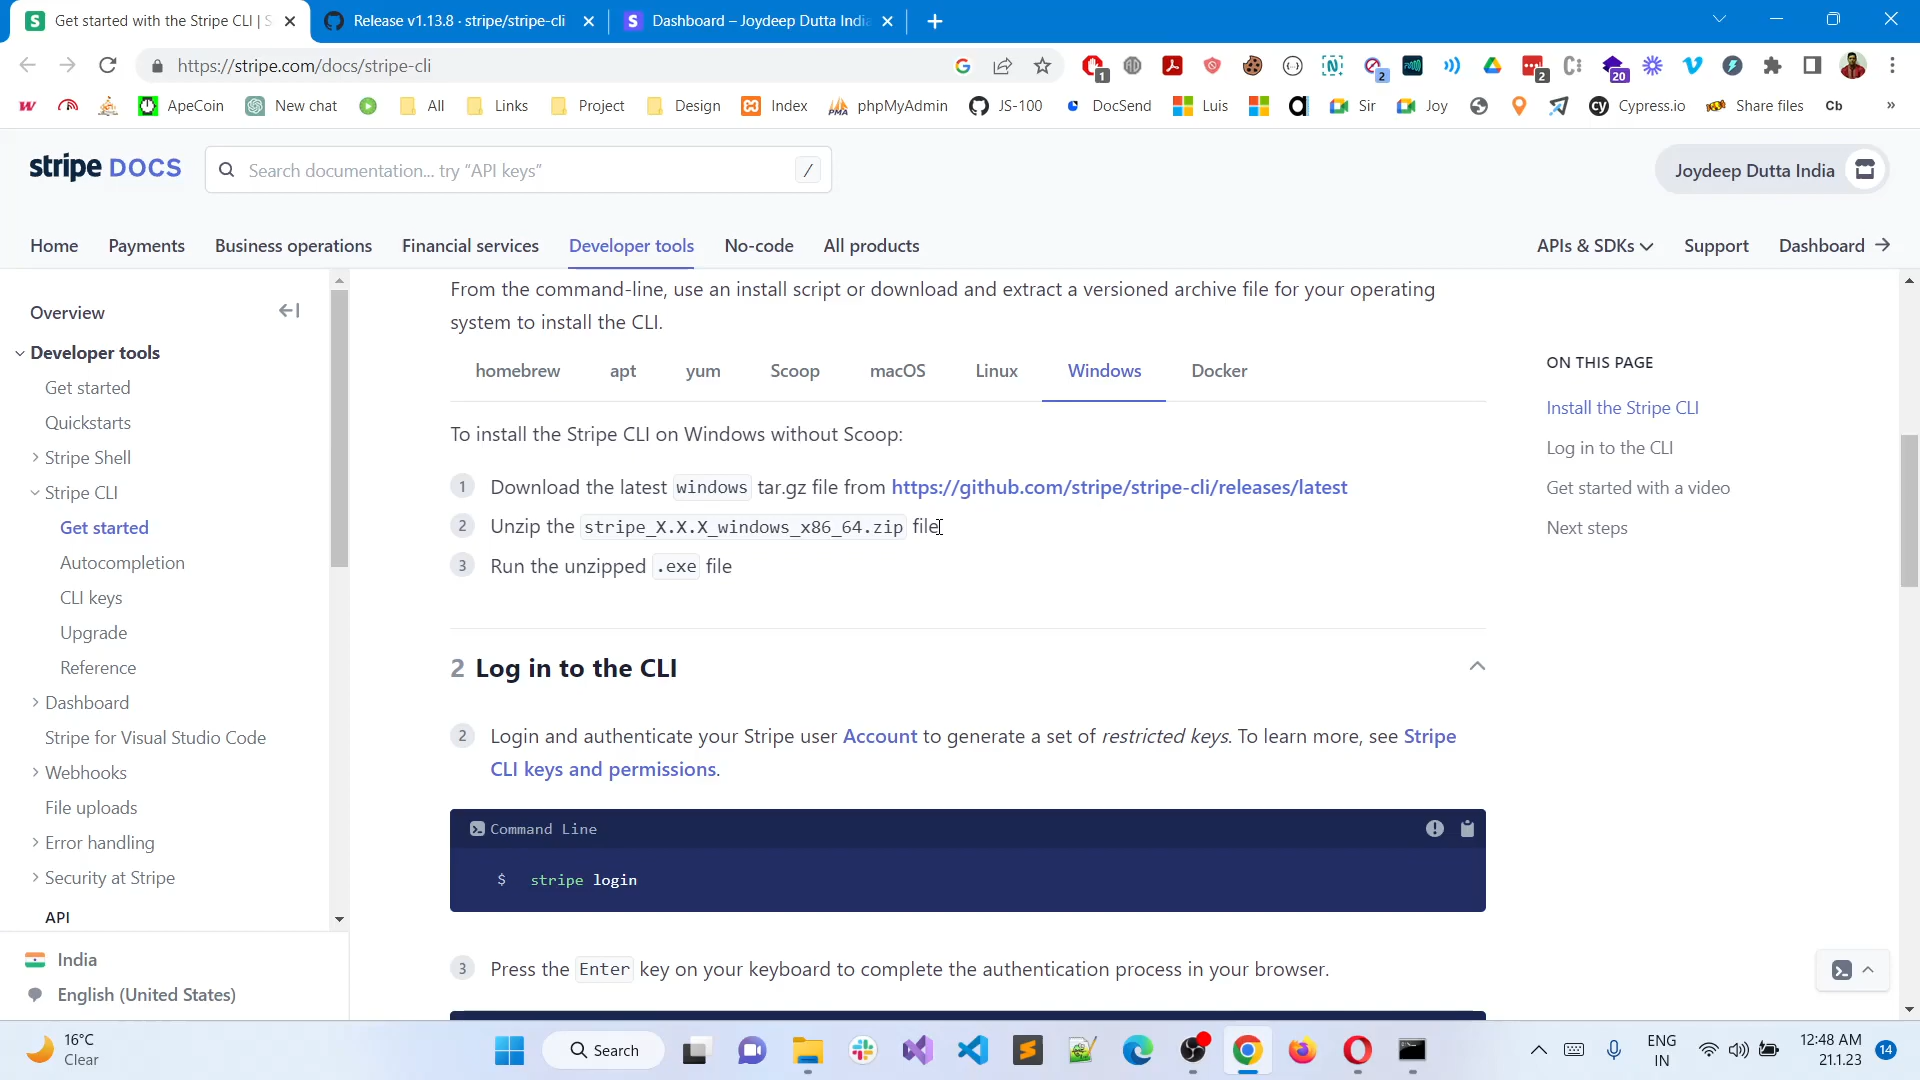 Get started with the Stripe CLI | S
Release v1.13.8 · stripe/stripe-cli
Dashboard – Joydeep Dutta India
https://stripe.com/docs/stripe-cli
1
2
2
20
ApeCoin
New chat
All
Links
Project
Design
Index
phpMyAdmin
JS-100
DocSend
Luis
Sir
Joy
Cypress.io
Share files
Cb
»
stripe DOCS
Search documentation... try “API keys”
/
Joydeep Dutta India
Home
Payments
Business operations
Financial services
Developer tools
No-code
All products
APIs & SDKs
Support
Dashboard
Overview
Developer tools
Get started
Quickstarts
Stripe Shell
Stripe CLI
Get started
Autocompletion
CLI keys
Upgrade
Reference
Dashboard
Stripe for Visual Studio Code
Webhooks
File uploads
Error handling
Security at Stripe
API
India
English (United States)
From the command-line, use an install script or download and extract a versioned archive file for your operating
system to install the CLI.
homebrew
apt
yum
Scoop
macOS
Linux
Windows
Docker
To install the Stripe CLI on Windows without Scoop:
1 Download the latest windows tar.gz file from https://github.com/stripe/stripe-cli/releases/latest
2 Unzip the stripe_X.X.X_windows_x86_64.zip file
3 Run the unzipped .exe file
2 Log in to the CLI
2 Login and authenticate your Stripe user Account to generate a set of restricted keys. To learn more, see Stripe
CLI keys and permissions.
Command Line
$ stripe login
3 Press the Enter key on your keyboard to complete the authentication process in your browser.
ON THIS PAGE
Install the Stripe CLI
Log in to the CLI
Get started with a video
Next steps
16°C
Clear
Search
ENG
IN
12:48 AM
21.1.23
14